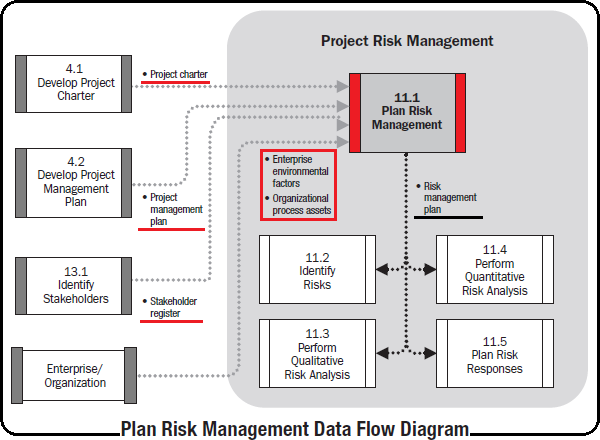 Project Risk Management
4.1
Develop Project
Charter
• Project charter
11.1
Plan Risk
Management
4.2
Develop Project
Management
Plan
• Project
management
plan
• Enterprise
environmental
factors
• Organizational
process assets
• Risk
management
plan
13.1
Identify
Stakeholders
• Stakeholder
register
11.2
Identify
Risks
11.4
Perform
Quantitative
Risk Analysis
11.3
Perform
Qualitative
Risk Analysis
11.5
Plan Risk
Responses
Enterprise/
Organization
Plan Risk Management Data Flow Diagram